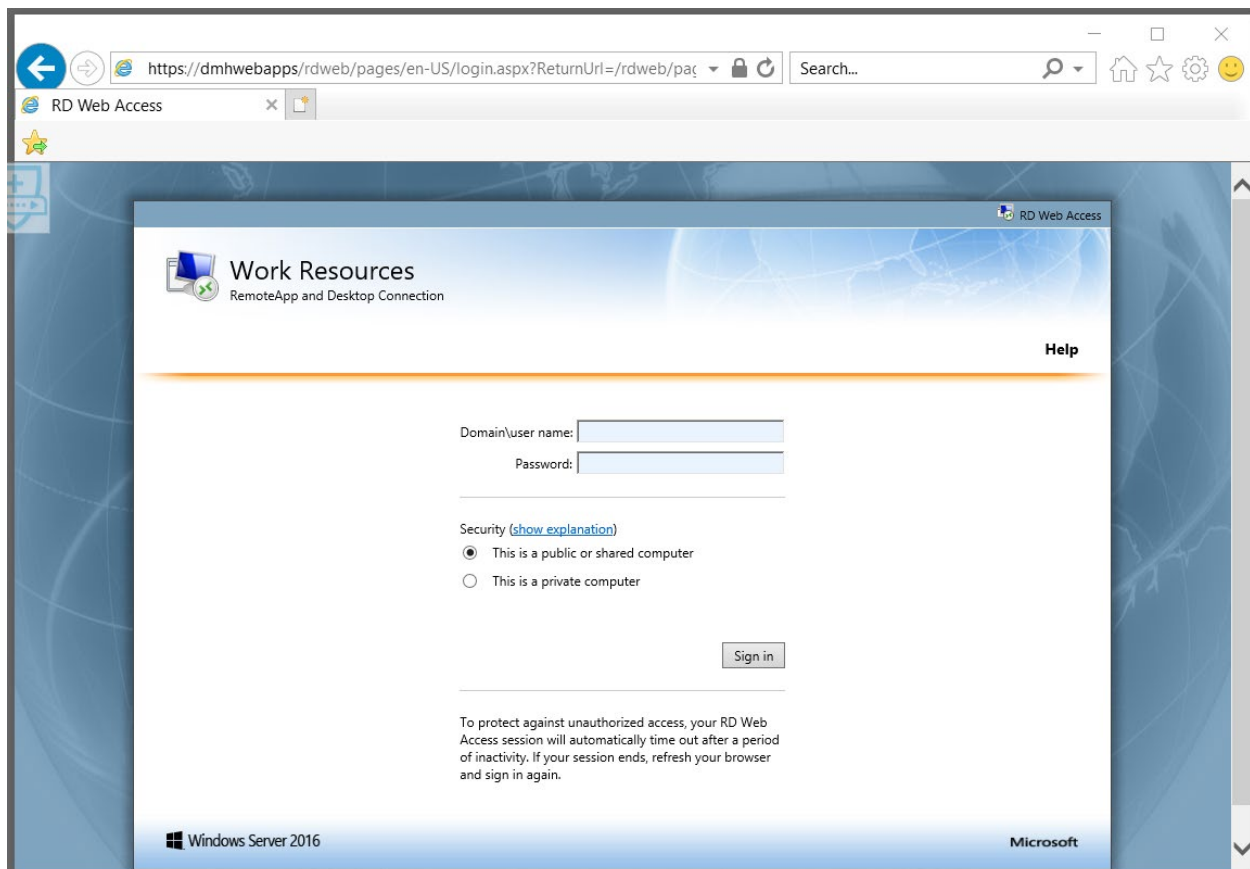 https://dmhwebapps/rdweb/pages/en-US/login.aspx?ReturnUrl=/rdweb/pag
Search...
RD Web Access
RD Web Access
Work Resources
RemoteApp and Desktop Connection
Help
Domain\user name:
Password:
Security (show explanation)
This is a public or shared computer
This is a private computer
Sign in
To protect against unauthorized access, your RD Web
Access session will automatically time out after a period
of inactivity. If your session ends, refresh your browser
and sign in again.
Windows Server 2016
Microsoft